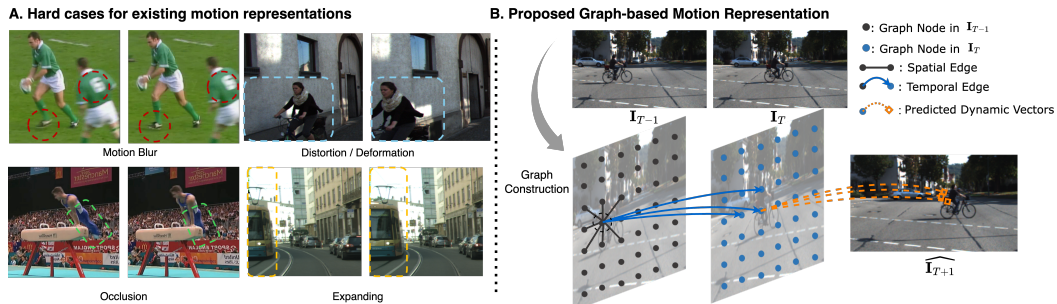 A. Hard cases for existing motion representations
Motion Blur
Distortion / Deformation
Occlusion
Expanding
B. Proposed Graph-based Motion Representation
I_{T-1}
I_T
: Graph Node in I_{T-1}
: Graph Node in I_T
: Spatial Edge
: Temporal Edge
: Predicted Dynamic Vectors
Graph
Construction
\widehat{I_{T+1}}